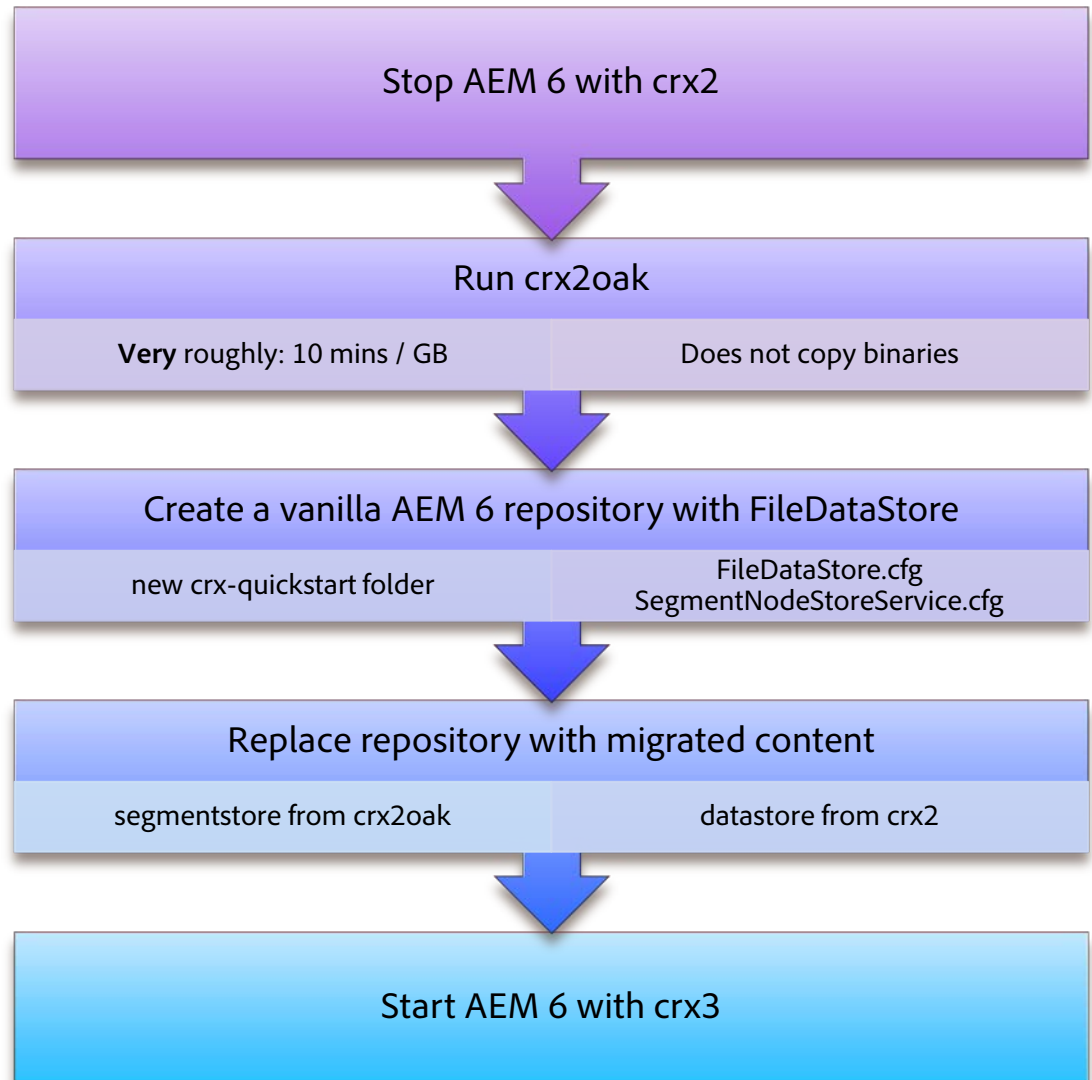 Stop AEM 6 with crx2
Run crx2oak
Very roughly: 10 mins / GB
Does not copy binaries
Create a vanilla AEM 6 repository with FileDataStore
new crx-quickstart folder
FileDataStore.cfg
SegmentNodeStoreService.cfg
Replace repository with migrated content
segmentstore from crx2oak
datastore from crx2
Start AEM 6 with crx3